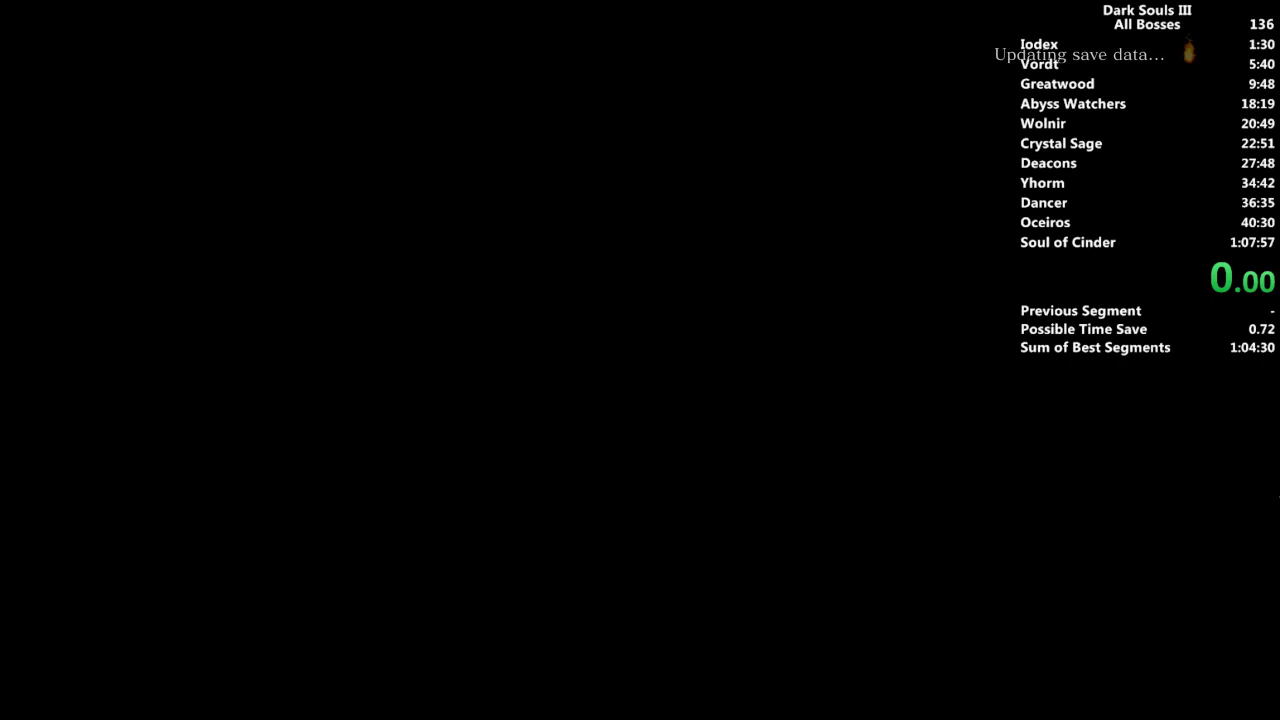 Dark Souls III
All Bosses 136
Iodex 1:30
Updating save data...
Vordt 5:40
Greatwood 9:48
Abyss Watchers 18:19
Wolnir 20:49
Crystal Sage 22:51
Deacons 27:48
Yhorm 34:42
Dancer 36:35
Oceiros 40:30
Soul of Cinder 1:07:57
0.00
Previous Segment -
Possible Time Save 0.72
Sum of Best Segments 1:04:30